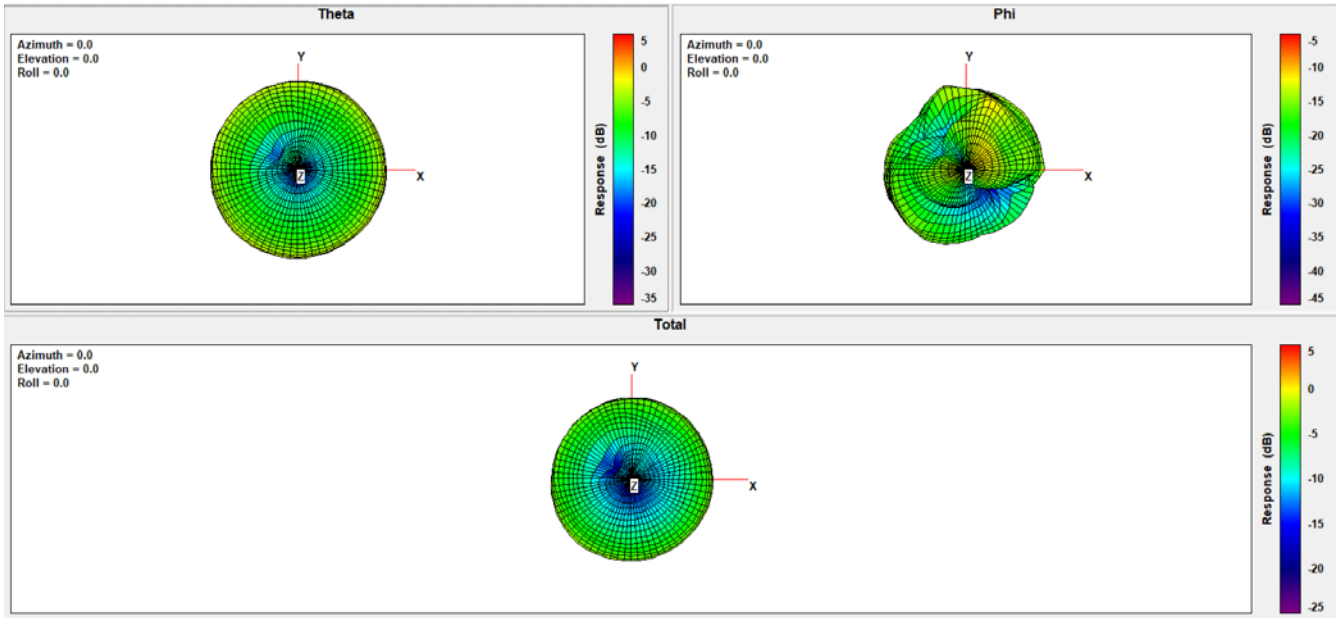 Theta
Azimuth = 0.0
Elevation = 0.0
Roll = 0.0
Y
X
Z
5
0
-5
-10
-15
-20
-25
-30
-35
Response (dB)
Phi
Azimuth = 0.0
Elevation = 0.0
Roll = 0.0
Y
X
Z
-5
-10
-15
-20
-25
-30
-35
-40
-45
Response (dB)
Total
Azimuth = 0.0
Elevation = 0.0
Roll = 0.0
Y
X
Z
5
0
-5
-10
-15
-20
-25
Response (dB)